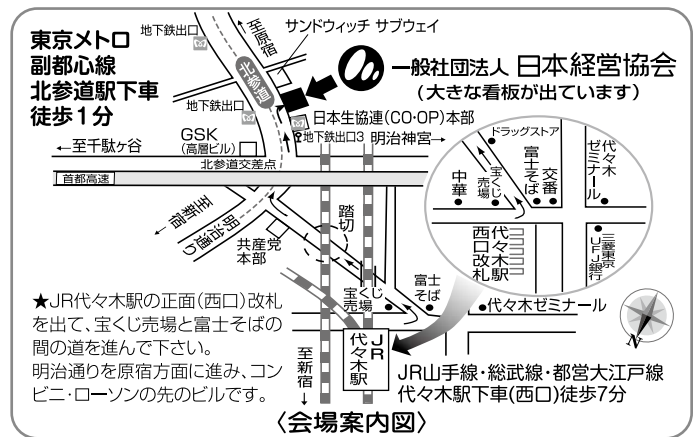 東京メトロ
副都心線
北参道駅下車
徒歩1分
地下鉄出口
至原宿
サンドウィッチ サブウェイ
北参道
一般社団法人 日本経営協会
(大きな看板が出ています)
地下鉄出口
日本生協連(CO・OP)本部
地下鉄出口3
明治神宮→
GSK
(高層ビル)
←至千駄ヶ谷
北参道交差点
首都高速
至新宿
明治通り
共産党
本部
踏切
ドラッグストア
中華
宝くじ
売場
富士そば
交番
代々木
ゼミナール
代々木駅
西口改札
三菱東京
UFJ銀行
宝くじ
売場
富士
そば
代々木ゼミナール
★JR代々木駅の正面(西口)改札
を出て、宝くじ売場と富士そばの
間の道を進んで下さい。
明治通りを原宿方面に進み、コン
ビニ・ローソンの先のビルです。
至新宿
JR
代々木駅
N
JR山手線・総武線・都営大江戸線
代々木駅下車(西口)徒歩7分
〈会場案内図〉